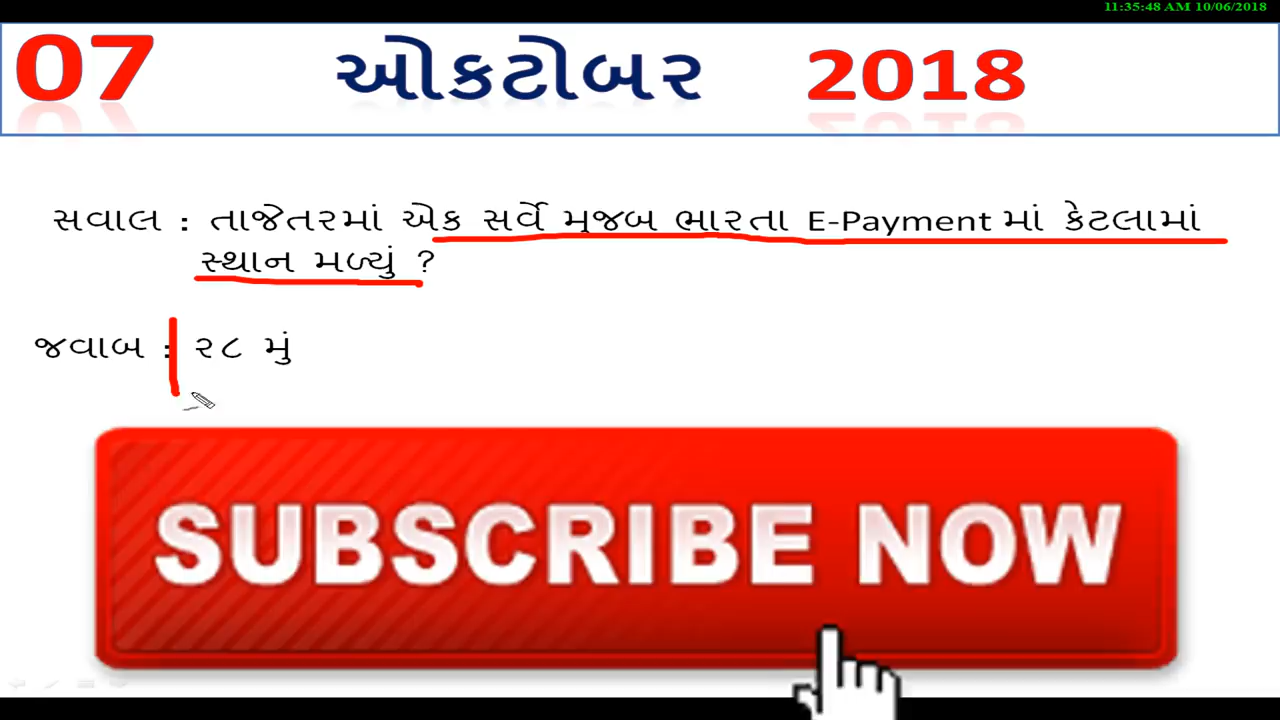 11:35:48 AM 10/06/2018
07 ઓકટોબર 2018
સવાલ : તાજેતરમાં એક સર્વે મુજબ ભારતા E-Payment માં કેટલામાં
સ્થાન મળ્યું ?
જવાબ : ૨૮ મું
SUBSCRIBE NOW